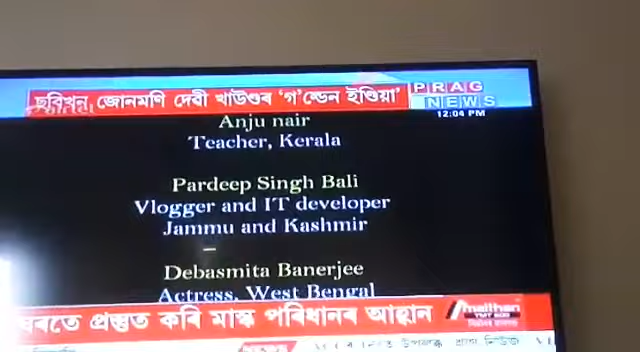 ছবিখন জোনমণি দেৱী খাউণ্ডৰ 'গ'ল্ডেন ইণ্ডিয়া'
PRAG
NEWS
12:04 PM
Anju nair
Teacher, Kerala
Pardeep Singh Bali
Vlogger and IT developer
Jammu and Kashmir
Debasmita Banerjee
Actress, West Bengal
প্ৰস্তুত কৰি মাস্ক পৰিধানৰ আহ্বান
maithan